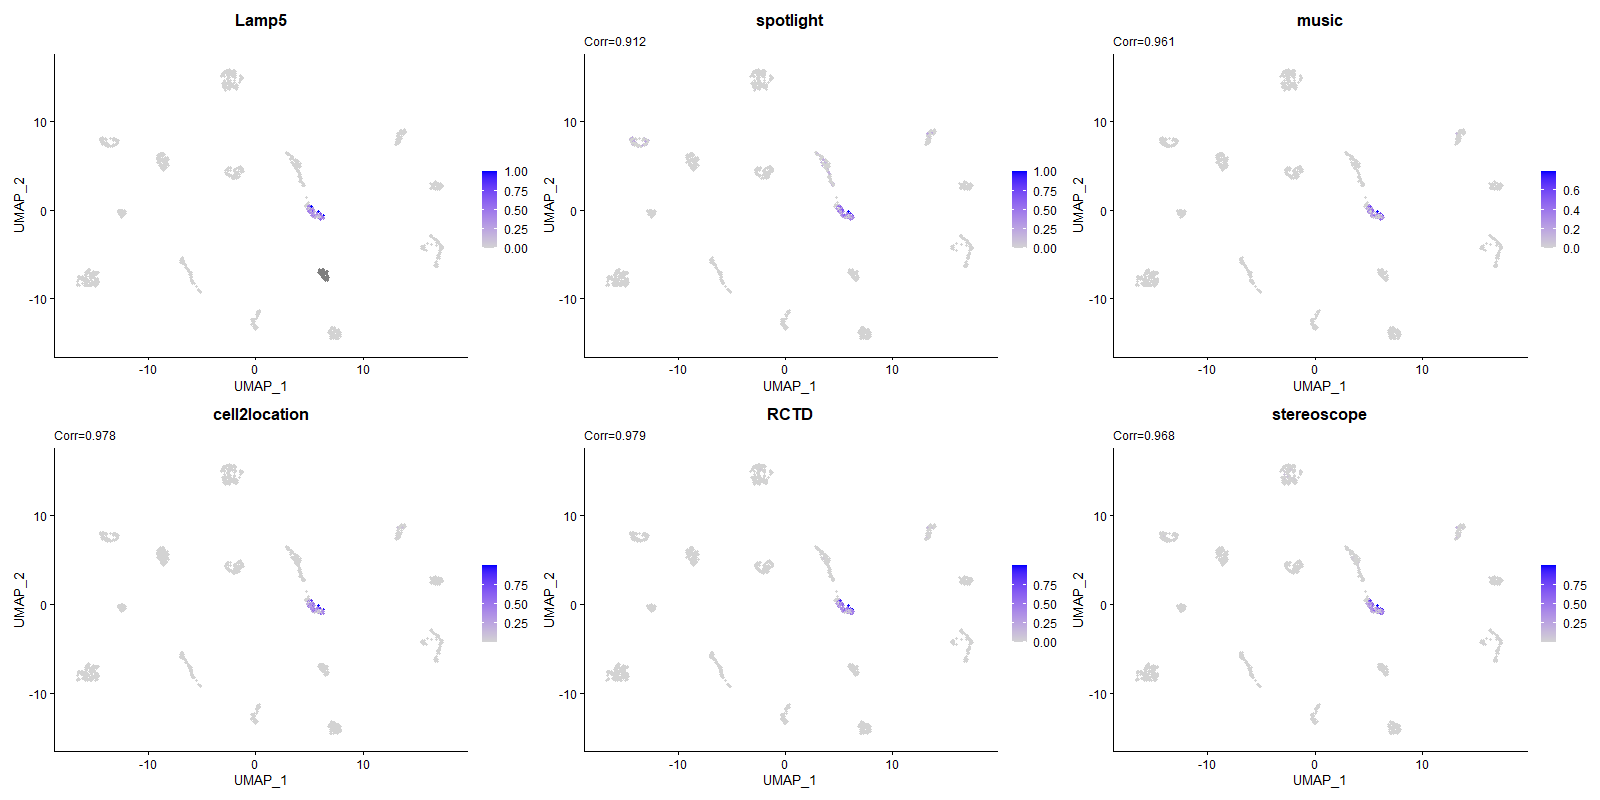 Lamp5
UMAP_2
10
0
-10
-10
0
10
UMAP_1
1.00
0.75
0.50
0.25
0.00
spotlight
Corr=0.912
UMAP_2
10
0
-10
-10
0
10
UMAP_1
1.00
0.75
0.50
0.25
0.00
music
Corr=0.961
UMAP_2
10
0
-10
-10
0
10
UMAP_1
0.6
0.4
0.2
0.0
cell2location
Corr=0.978
UMAP_2
10
0
-10
-10
0
10
UMAP_1
0.75
0.50
0.25
RCTD
Corr=0.979
UMAP_2
10
0
-10
-10
0
10
UMAP_1
0.75
0.50
0.25
0.00
stereoscope
Corr=0.968
UMAP_2
10
0
-10
-10
0
10
UMAP_1
0.75
0.50
0.25